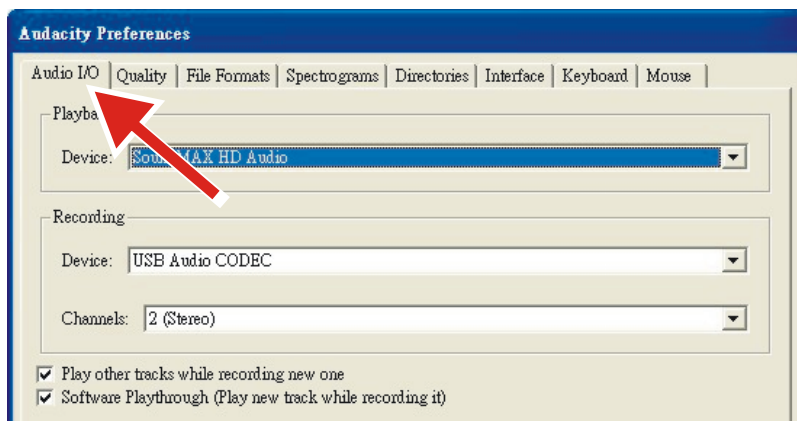 Audacity Preferences
Audio I/O Quality File Formats Spectrograms Directories Interface Keyboard Mouse
Device: MAX HD Audio
Recording
Device: USB Audio CODEC
Channels: 2 (Stereo)
Play other tracks while recording new one
Software Playthrough (Play new track while recording it)